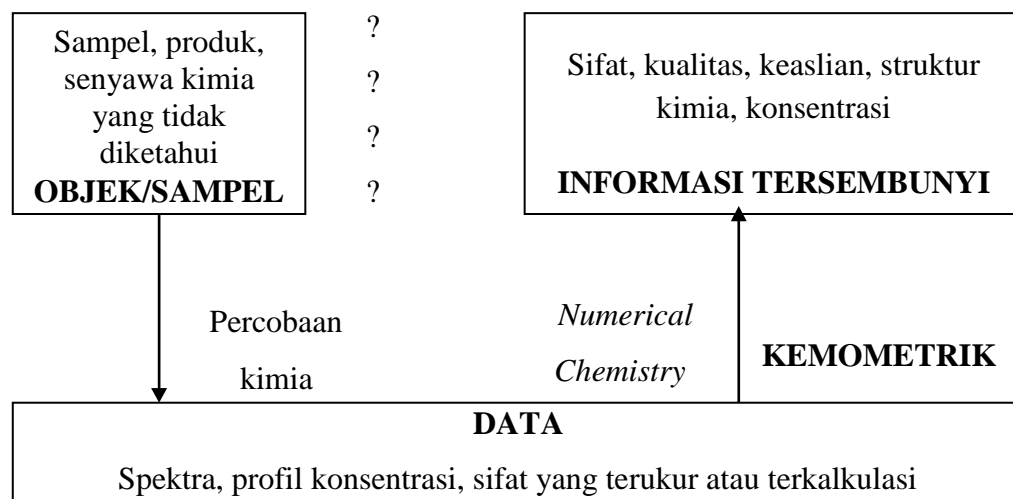 Sampel, produk,
senyawa kimia
yang tidak
diketahui
OBJEK/SAMPEL
?
?
?
?
Sifat, kualitas, keaslian, struktur
kimia, konsentrasi
INFORMASI TERSEMBUNYI
Percobaan
kimia
Numerical
Chemistry
KEMOMETRIK
DATA
Spektra, profil konsentrasi, sifat yang terukur atau terkalkulasi